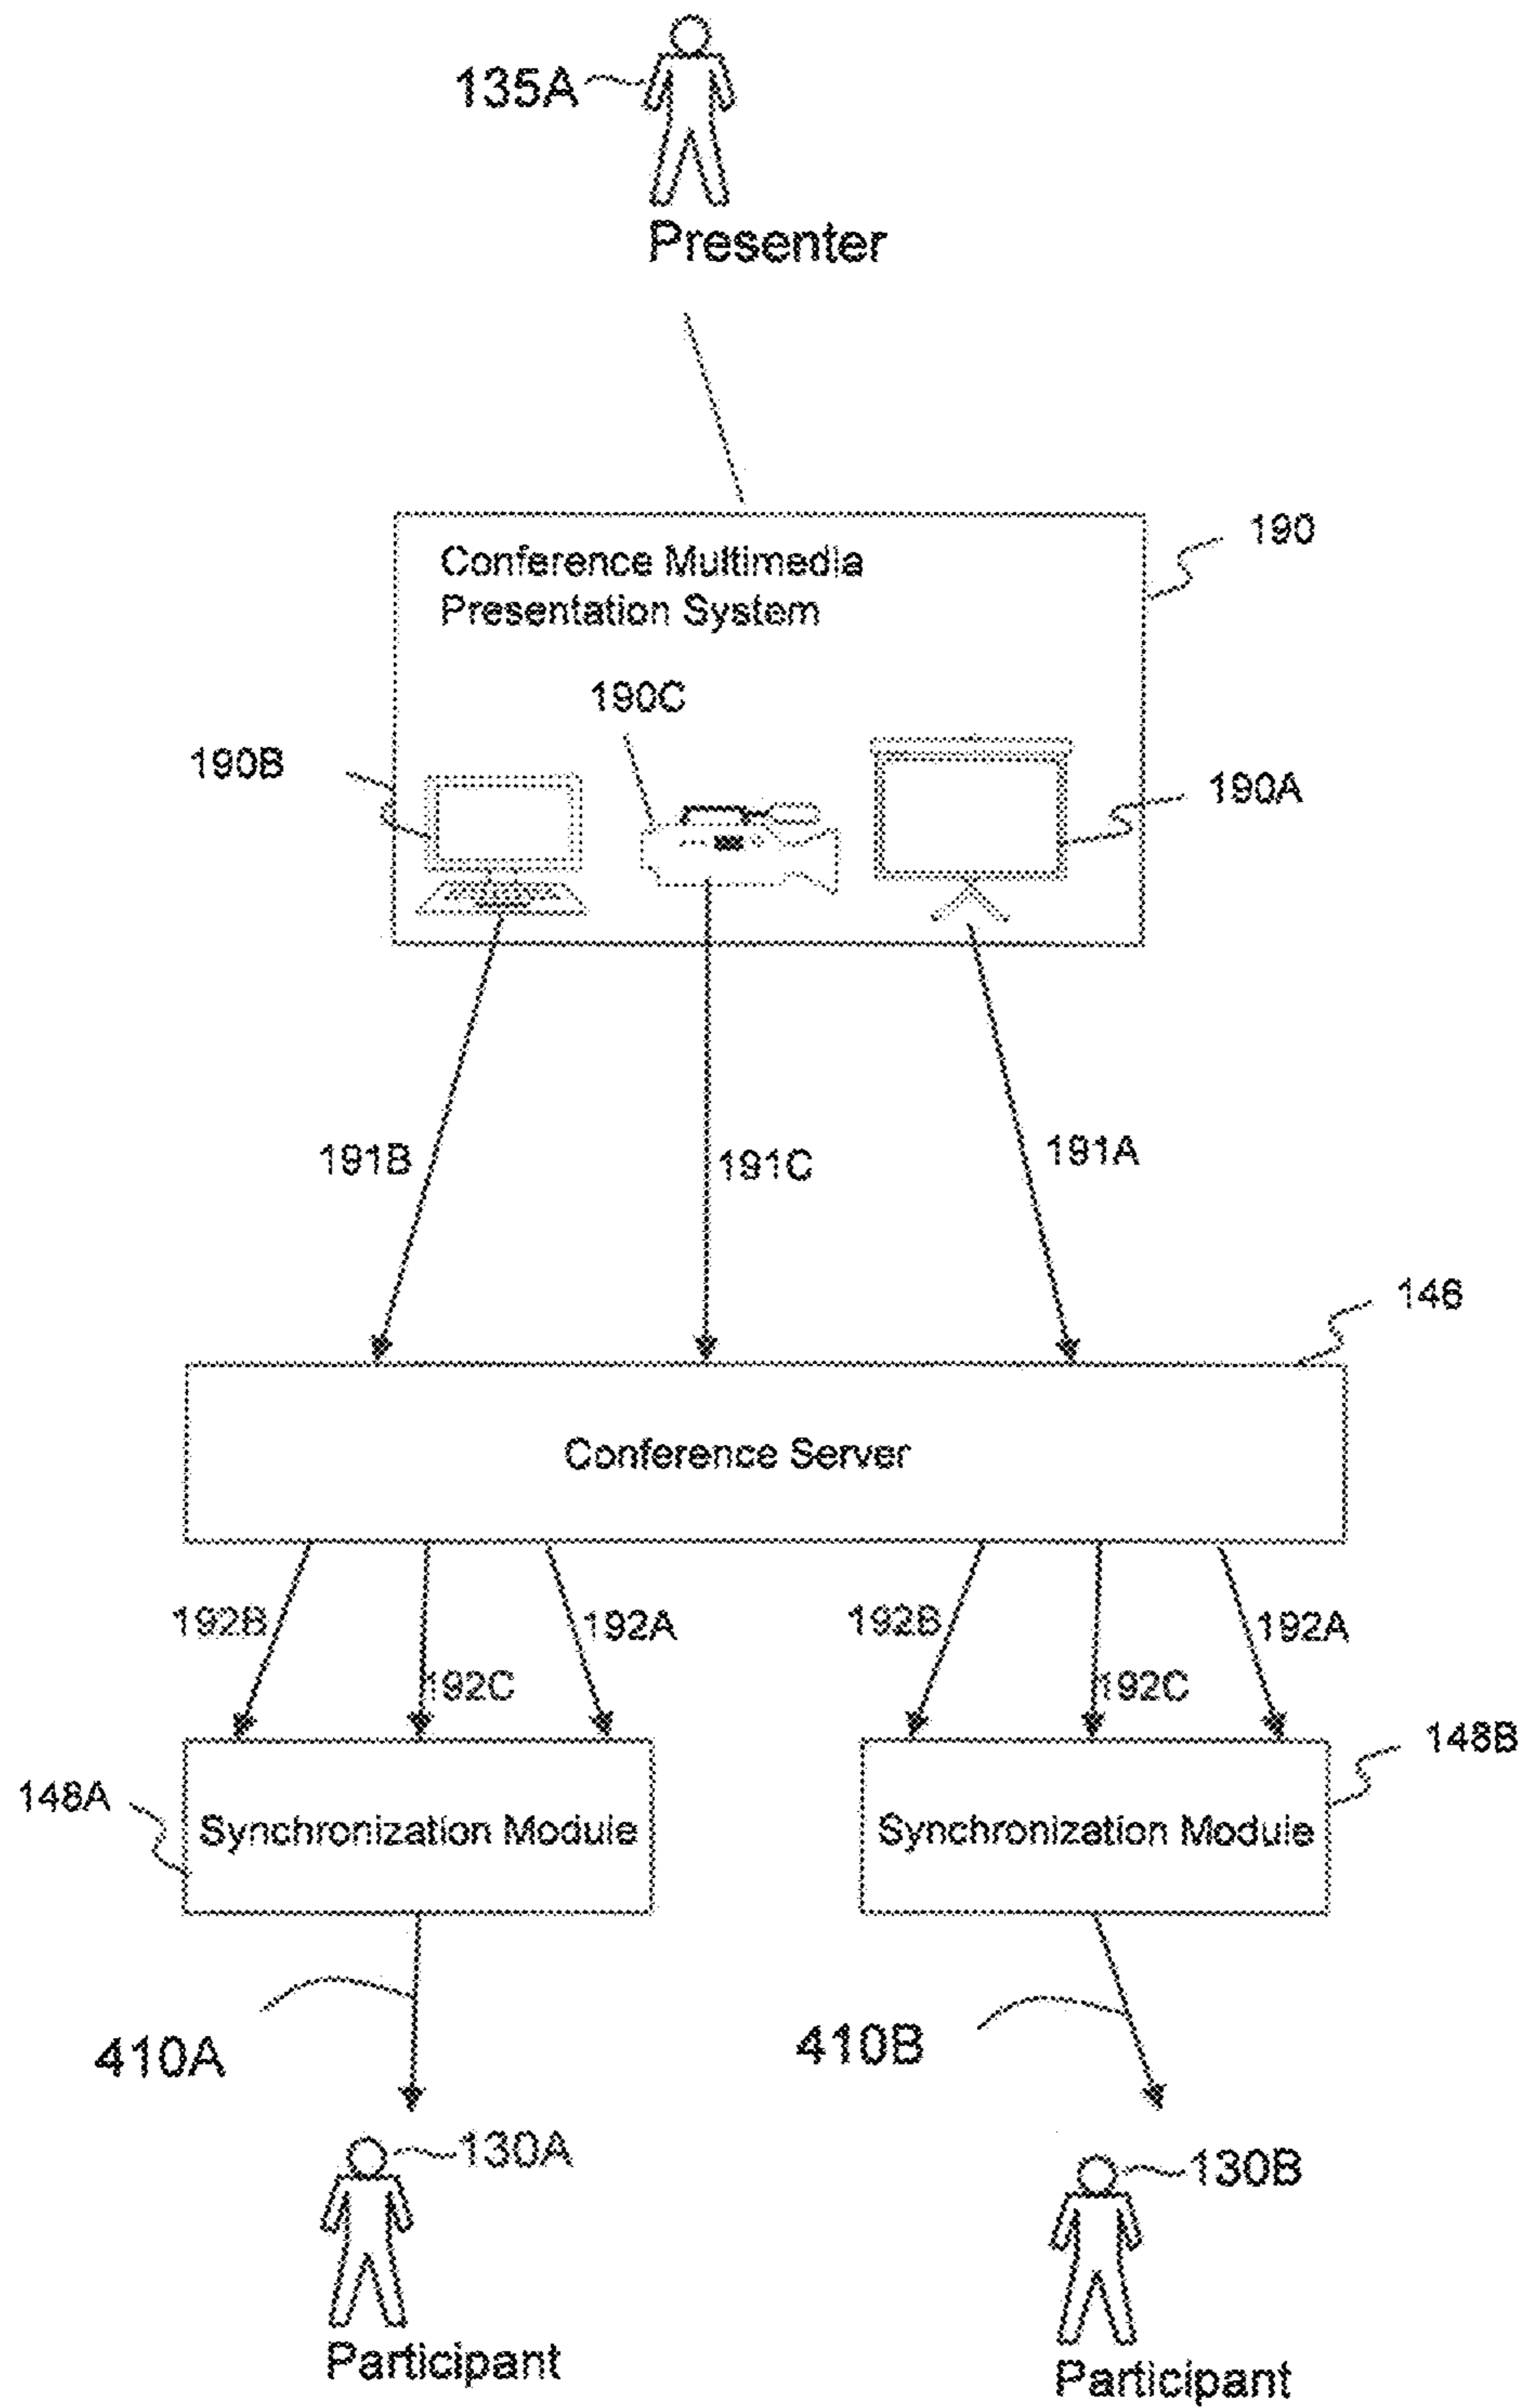 135A
Presenter
190
Conference Multimedia
Presentation System
190C
190B
190A
191B
191C
191A
146
Conference Server
192B
192A
192B
192A
192C
192C
148A
148B
Synchronization Module
Synchronization Module
410A
410B
130A
130B
Participant
Participant